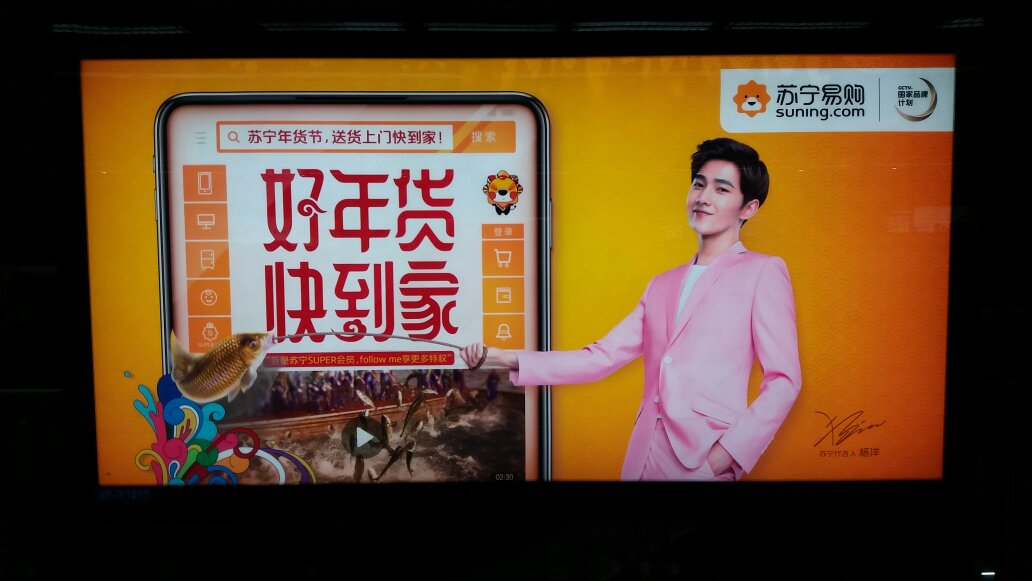 苏宁易购
suning.com
CCTV.
国家品牌
计划
苏宁年货节,送货上门快到家!
搜索
好年货
快到家
登录
是苏宁SUPER会员,follow me享更多特权"
02:30
苏宁代言人 杨洋